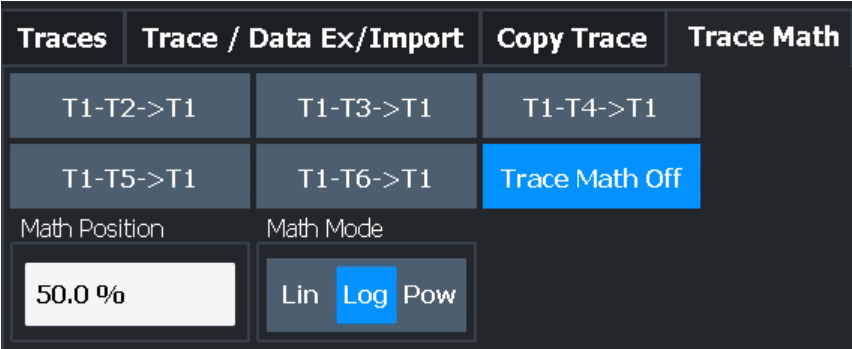 Traces Trace / Data Ex/Import Copy Trace Trace Math
T1-T2->T1 T1-T3->T1 T1-T4->T1
T1-T5->T1 T1-T6->T1 Trace Math Off
Math Position Math Mode
50.0 % Lin Log Pow